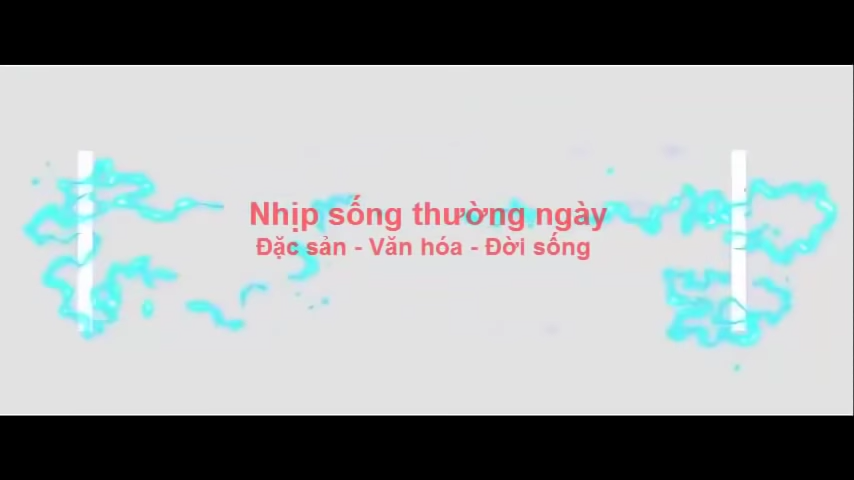 Nhịp sống thường ngày
Đặc sản - Văn hóa - Đời sống